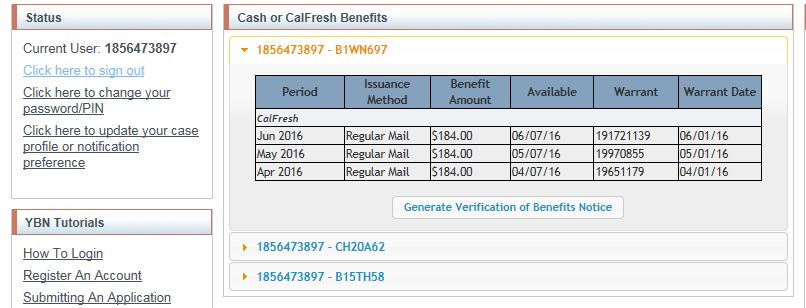 Status
Current User: 1856473897
Click here to sign out
Click here to change your
password/PIN
Click here to update your case
profile or notification
preference
YBN Tutorials
How To Login
Register An Account
Submitting An Application
Cash or CalFresh Benefits
1856473897 - B1WN697
Period Issuance Method Benefit Amount Available Warrant Warrant Date
CalFresh
Jun 2016 Regular Mail $184.00 06/07/16 191721139 06/01/16
May 2016 Regular Mail $184.00 05/07/16 19970855 05/01/16
Apr 2016 Regular Mail $184.00 04/07/16 19651179 04/01/16
Generate Verification of Benefits Notice
1856473897 - CH20A62
1856473897 - B15TH58